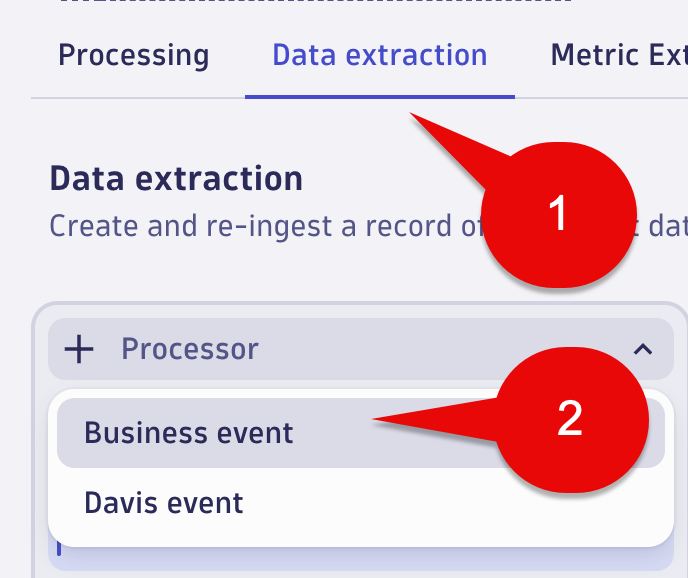 Processing Data extraction Metric Ext
1
Data extraction
Create and re-ingest a record of dat
Processor
Business event
2
Davis event